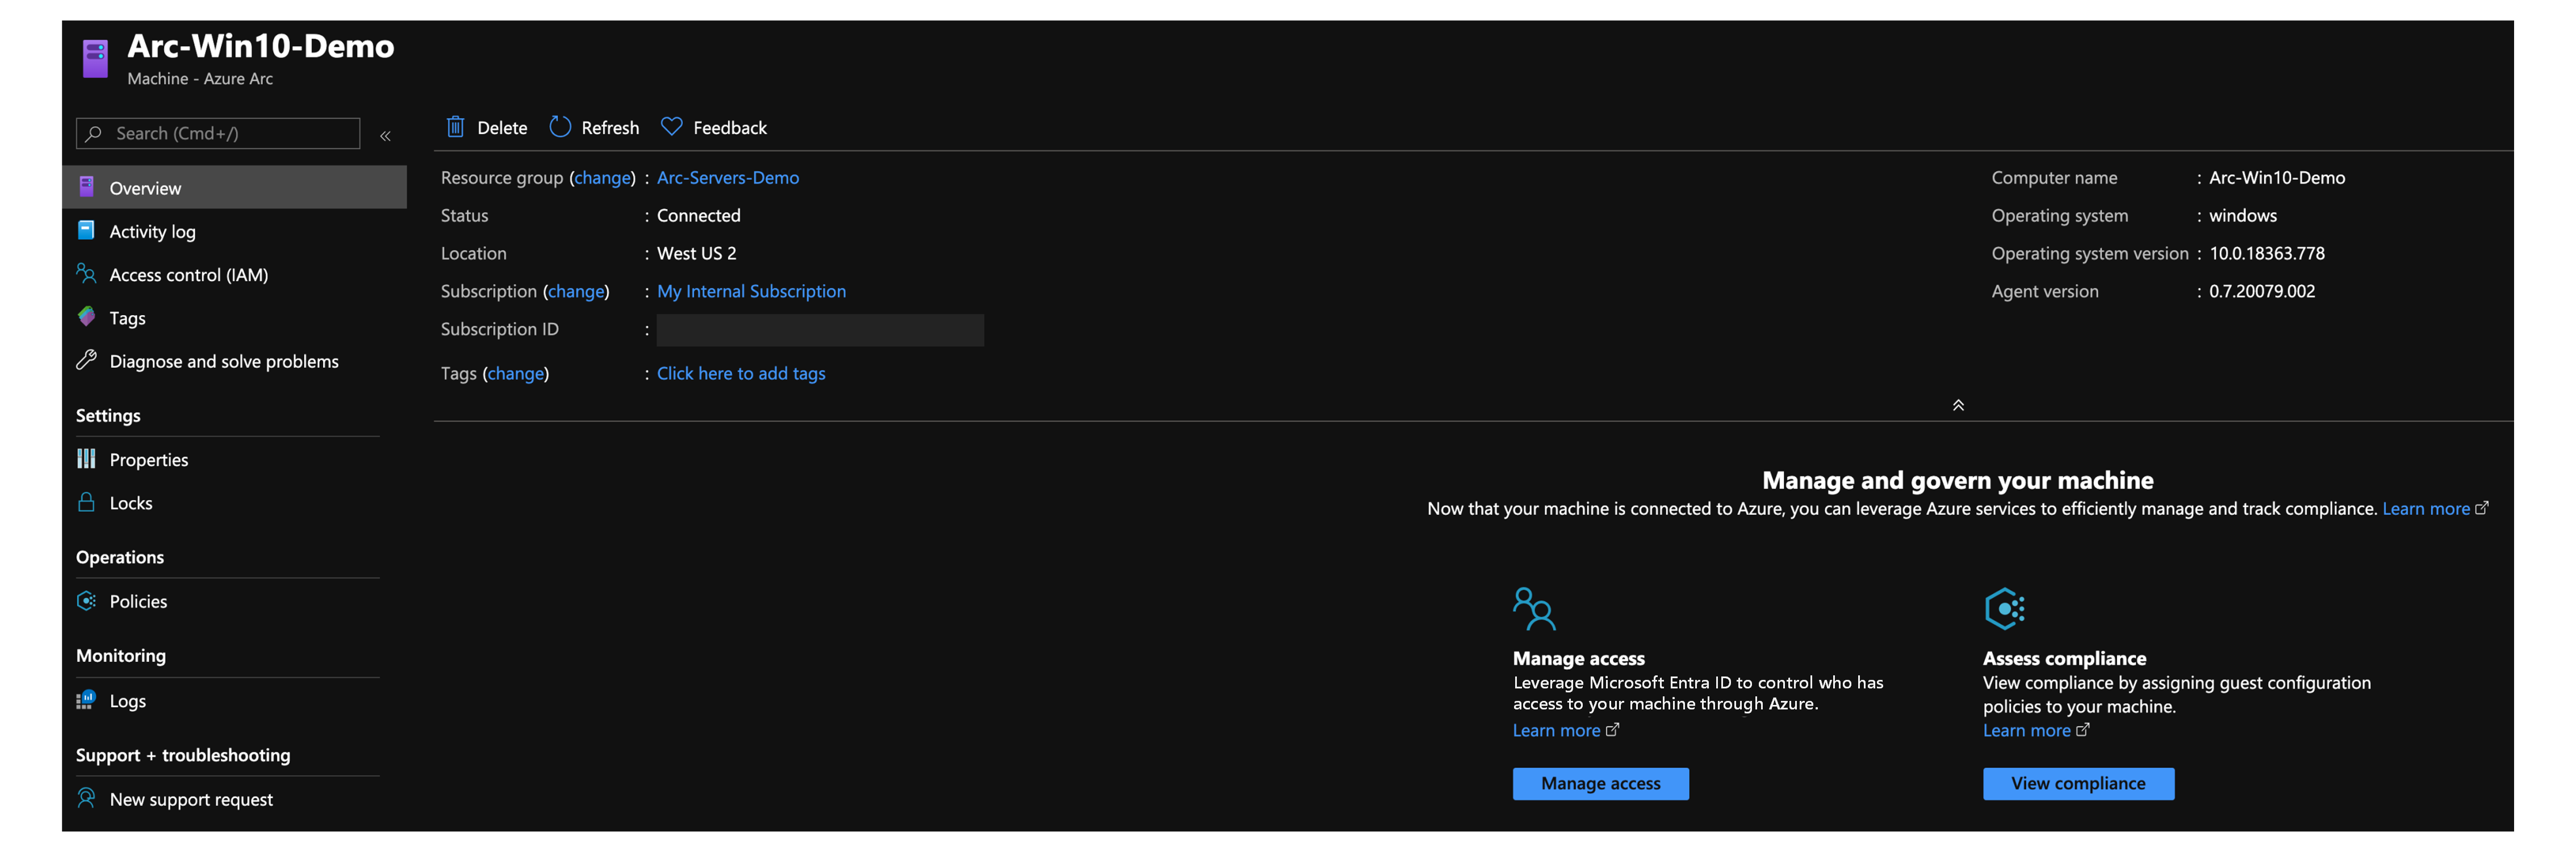 Arc-Win10-Demo
Machine - Azure Arc
Search (Cmd+/)
«
Overview
Activity log
Access control (IAM)
Tags
Diagnose and solve problems
Settings
Properties
Locks
Operations
Policies
Monitoring
Logs
Support + troubleshooting
New support request
Delete Refresh Feedback
Resource group (change) : Arc-Servers-Demo
Status : Connected
Location : West US 2
Subscription (change) : My Internal Subscription
Subscription ID :
Tags (change) : Click here to add tags
Computer name : Arc-Win10-Demo
Operating system : windows
Operating system version : 10.0.18363.778
Agent version : 0.7.20079.002
Manage and govern your machine
Now that your machine is connected to Azure, you can leverage Azure services to efficiently manage and track compliance. Learn more
Manage access
Leverage Microsoft Entra ID to control who has
access to your machine through Azure.
Learn more
Manage access
Assess compliance
View compliance by assigning guest configuration
policies to your machine.
Learn more
View compliance